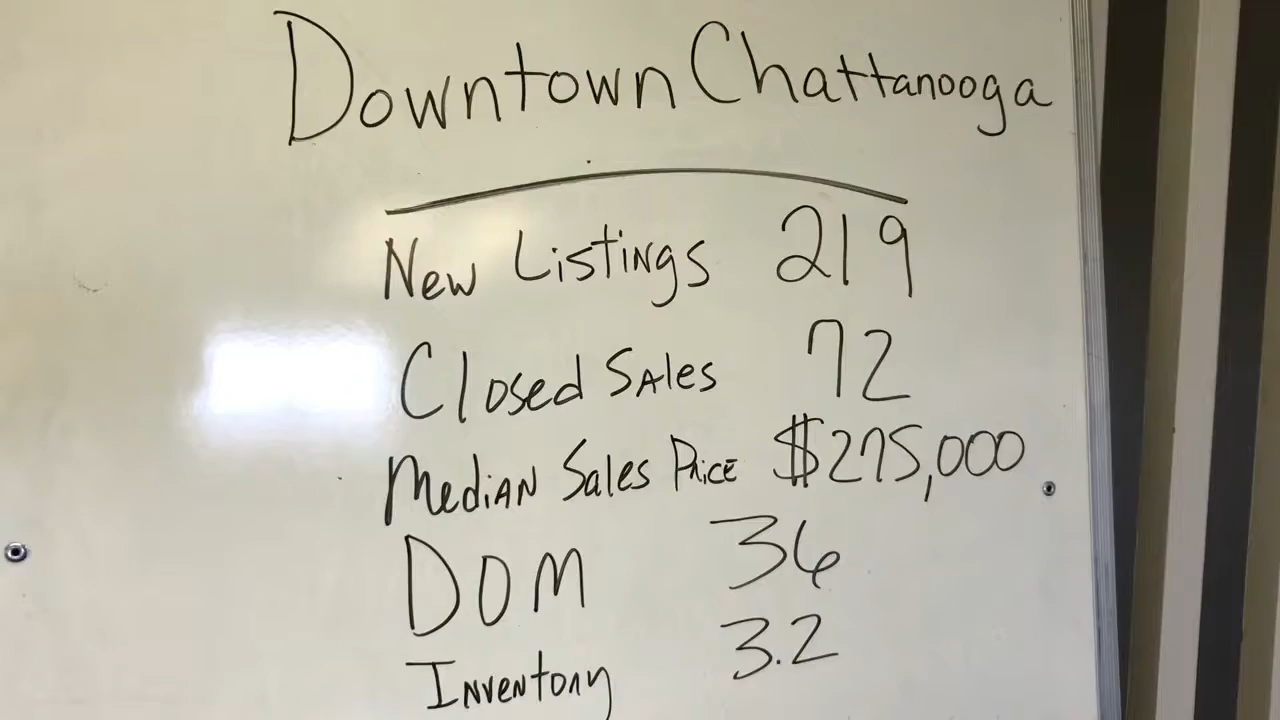 Downtown Chattanooga
New Listings 219
Closed Sales 72
Median Sales Price $275,000
DOM 36
Inventory 3.2